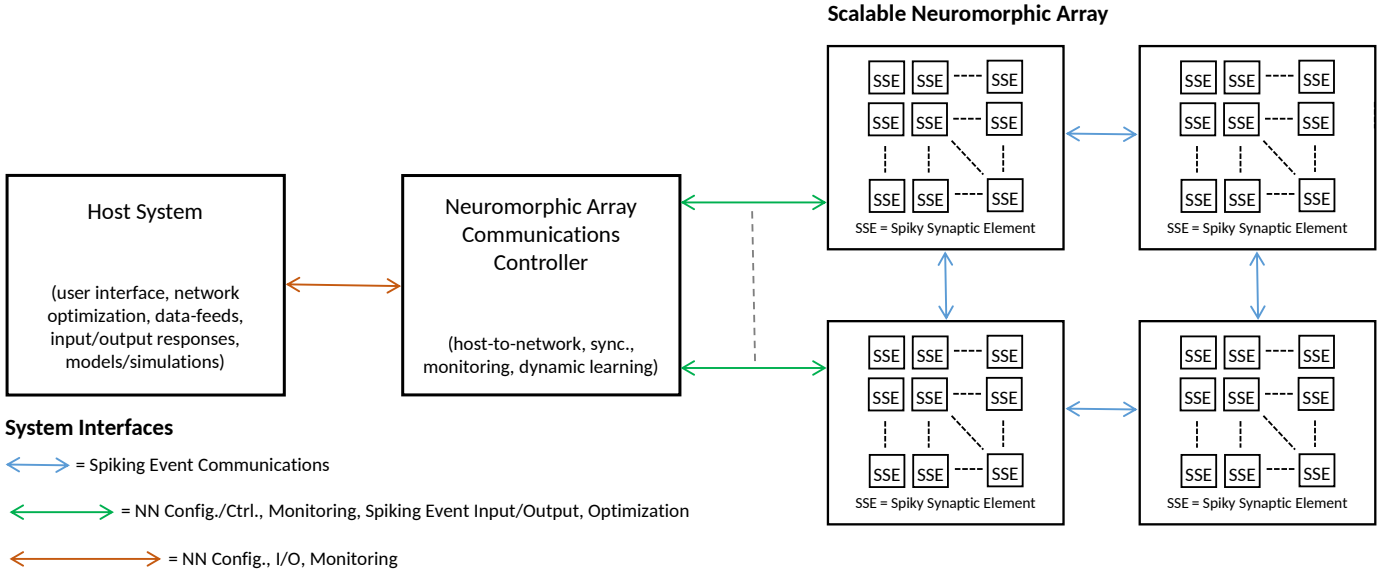 Scalable Neuromorphic Array
SSE SSE SSE
SSE SSE SSE
SSE SSE SSE
SSE = Spiky Synaptic Element
SSE SSE SSE
SSE SSE SSE
SSE SSE SSE
SSE = Spiky Synaptic Element
Host System
(user interface, network
optimization, data-feeds,
input/output responses,
models/simulations)
Neuromorphic Array
Communications
Controller
(host-to-network, sync.,
monitoring, dynamic learning)
SSE SSE SSE
SSE SSE SSE
SSE SSE SSE
SSE = Spiky Synaptic Element
SSE SSE SSE
SSE SSE SSE
SSE SSE SSE
SSE = Spiky Synaptic Element
System Interfaces
= Spiking Event Communications
= NN Config./Ctrl., Monitoring, Spiking Event Input/Output, Optimization
= NN Config., I/O, Monitoring